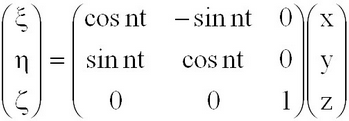 ξ cos nt − sin nt 0 x
η = sin nt cos nt 0 y
ζ 0 0 1 z